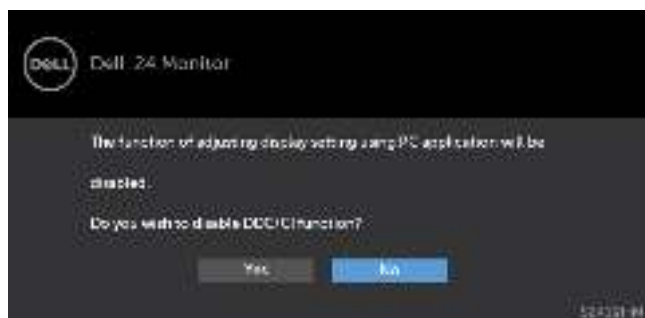 DELL
Dell 24 Monitor
The function of adjusting display setting using PC application will be
disabled.
Do you wish to disable DDC/CI function?
Yes
No